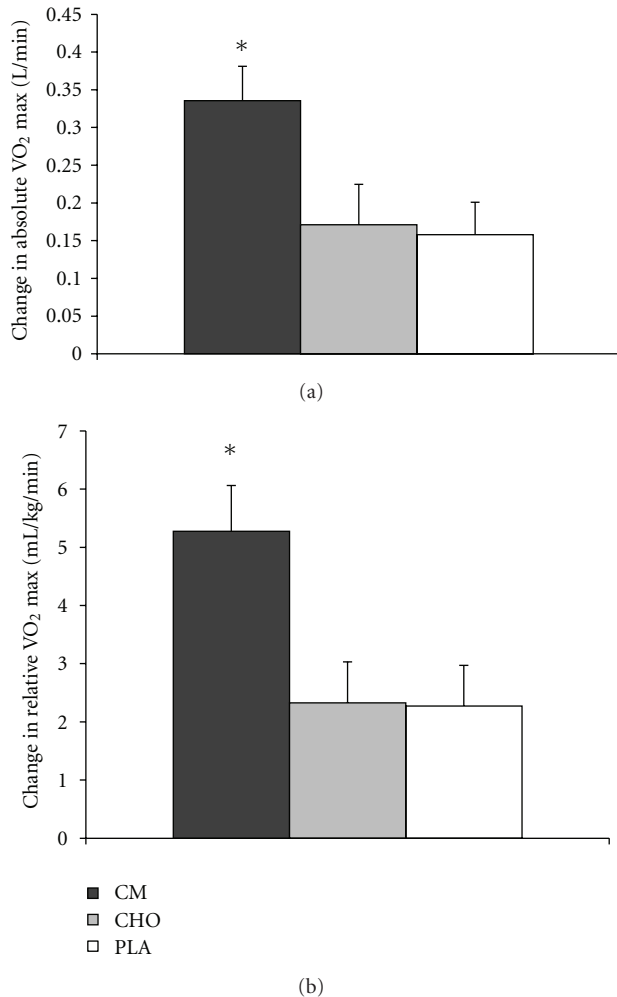 Change in absolute VO₂ max (L/min)
0.45
0.4
0.35
0.3
0.25
0.2
0.15
0.1
0.05
0
*
(a)
Change in relative VO₂ max (mL/kg/min)
7
6
5
4
3
2
1
0
*
CM
CHO
PLA
(b)